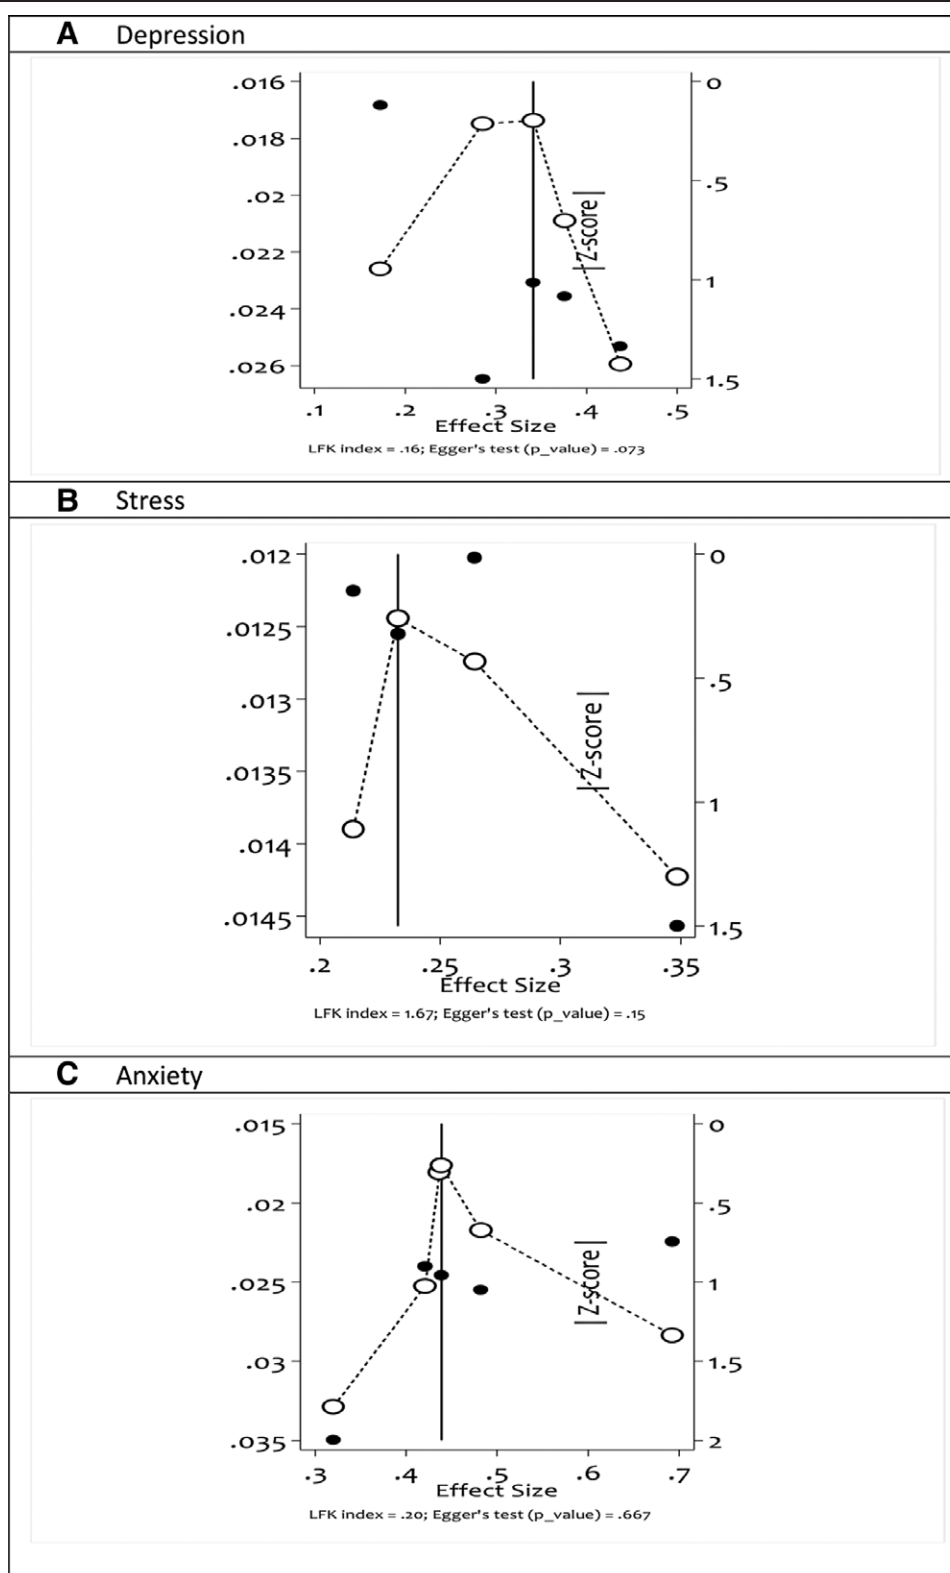 A Depression
.016
.018
.02
.022
.024
.026
0
.5
1
1.5
|Z-score|
.1 .2 .3 .4 .5
Effect Size
LFK index = .16; Egger's test (p_value) = .073
B Stress
.012
.0125
.013
.0135
.014
.0145
0
.5
1
1.5
|Z-score|
.2 .25 .3 .35
Effect Size
LFK index = 1.67; Egger's test (p_value) = .15
C Anxiety
.015
.02
.025
.03
.035
0
.5
1
1.5
2
|Z-score|
.3 .4 .5 .6 .7
Effect Size
LFK index = .20; Egger's test (p_value) = .667